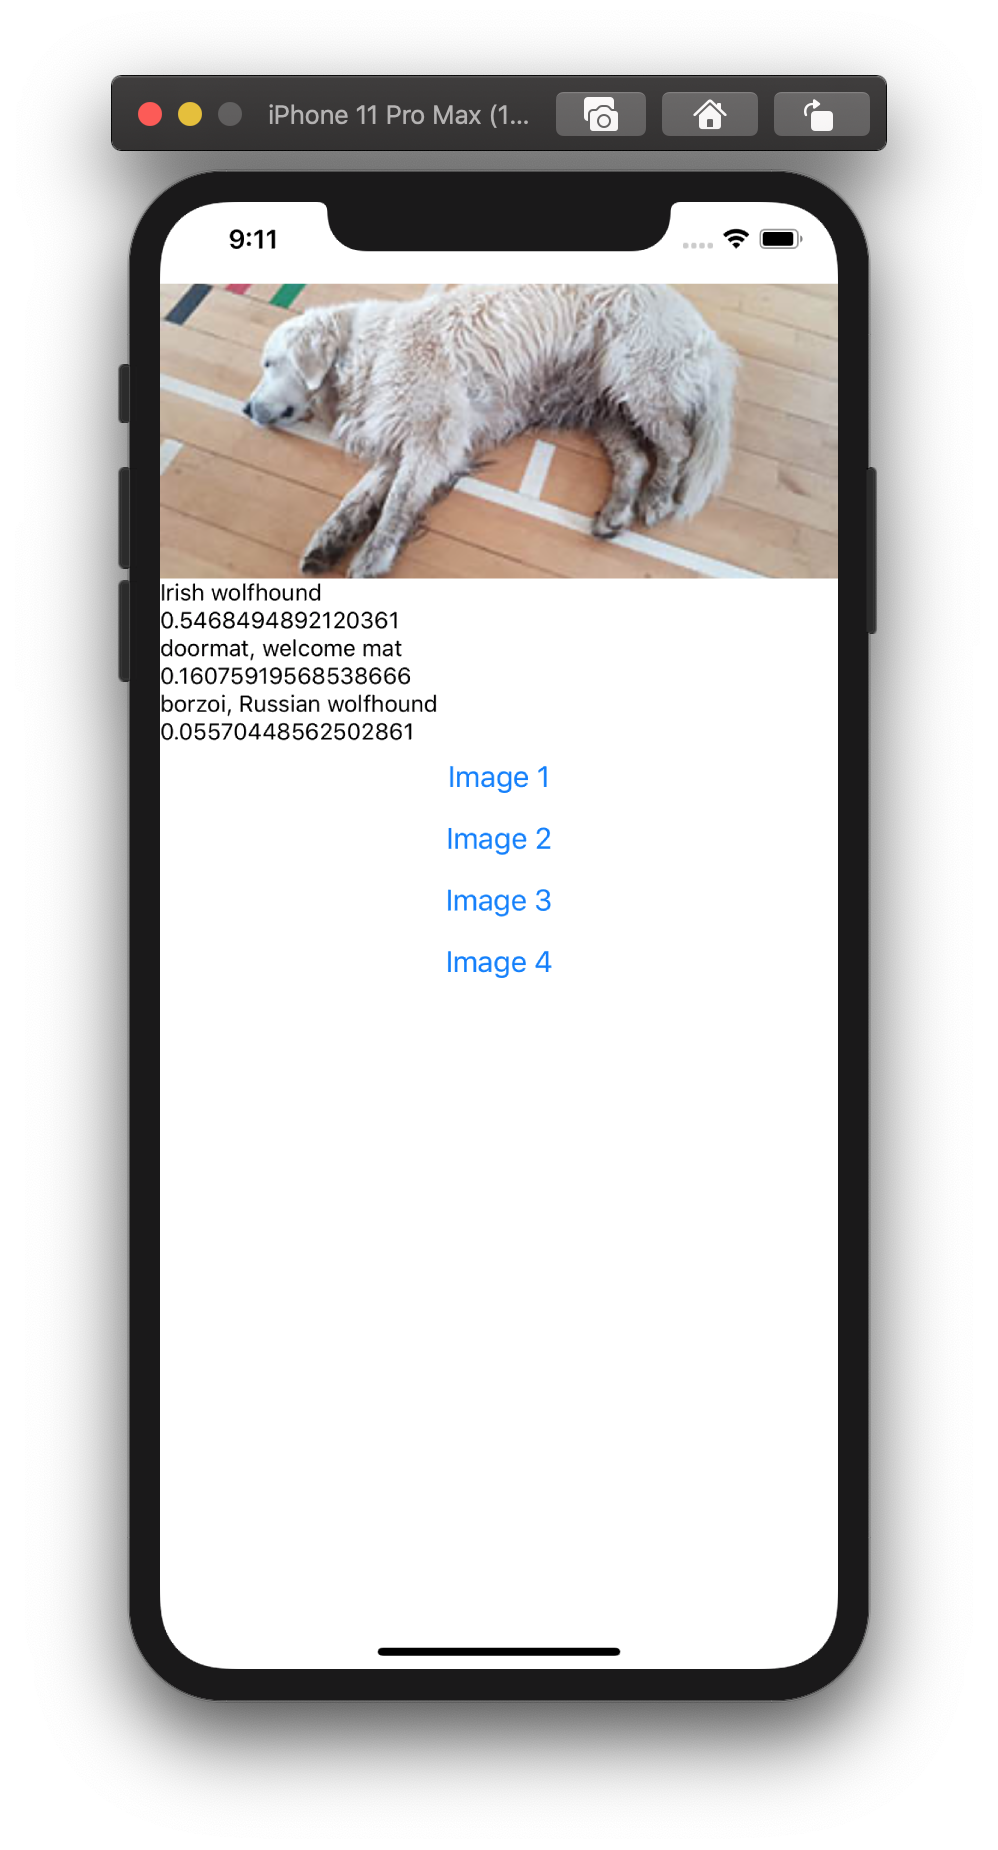 iPhone 11 Pro Max (1...
9:11
Irish wolfhound
0.5468494892120361
doormat, welcome mat
0.16075919568538666
borzoi, Russian wolfhound
0.05570448562502861
Image 1
Image 2
Image 3
Image 4